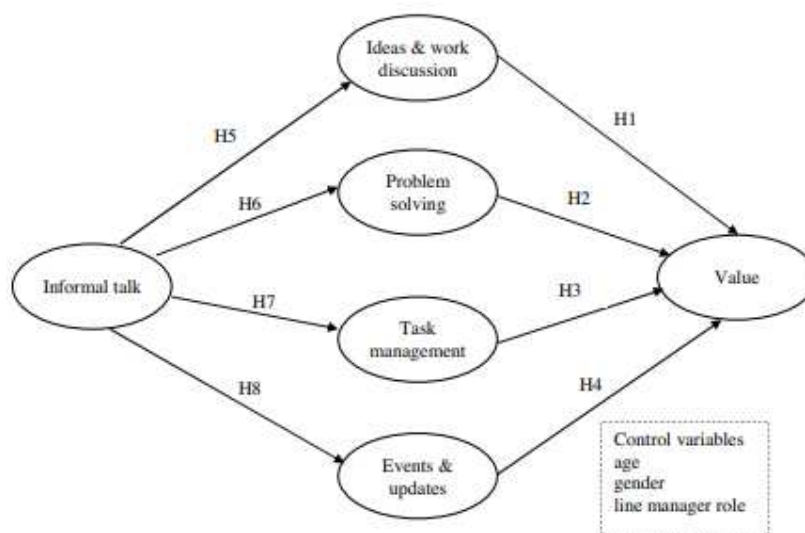 Ideas & work
discussion
H5
H1
Problem
solving
H6
H2
Informal talk
Value
H7
H3
Task
management
H8
H4
Events &
updates
Control variables
age
gender
line manager role